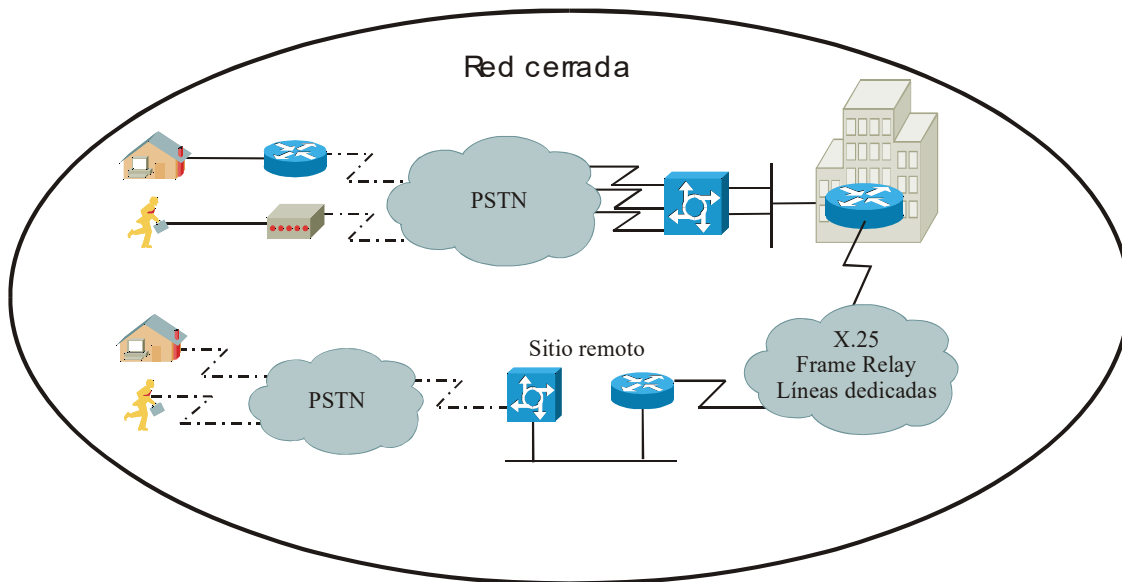 Red cerrada
PSTN
Sitio remoto
X.25
Frame Relay
Líneas dedicadas
PSTN